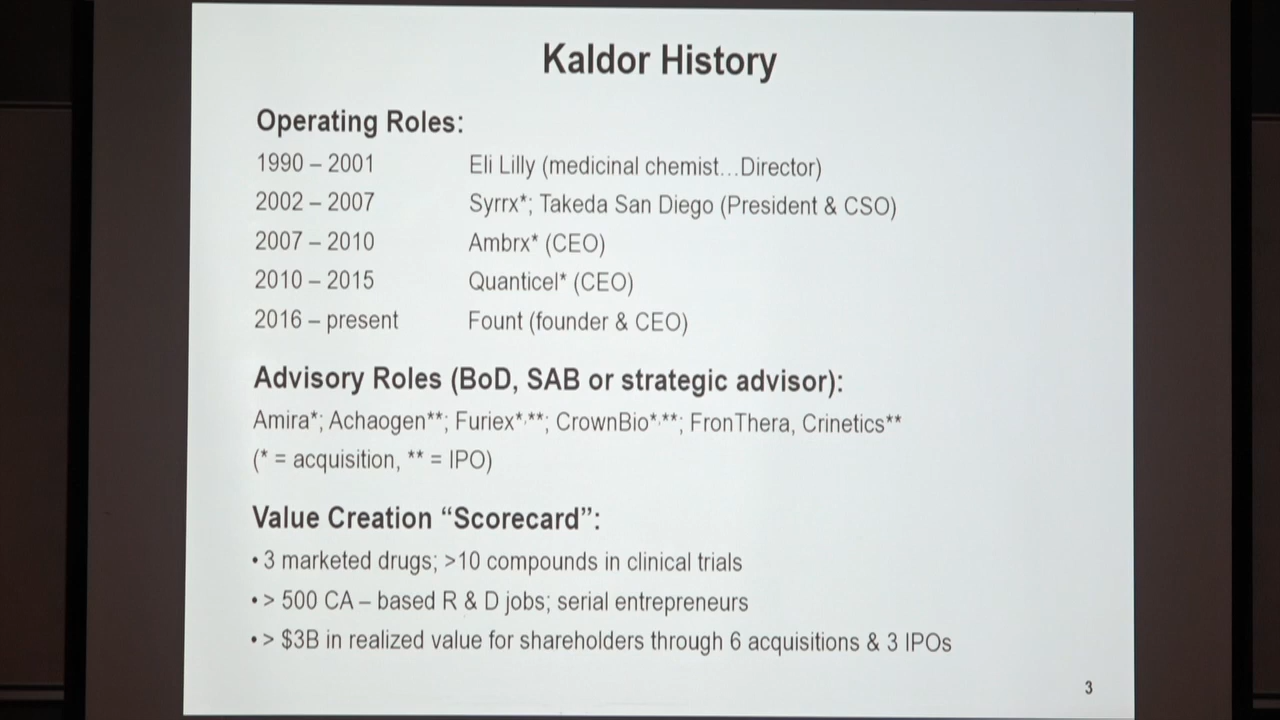 Kaldor History
Operating Roles:
1990 – 2001 Eli Lilly (medicinal chemist…Director)
2002 – 2007 Syrrx*; Takeda San Diego (President & CSO)
2007 – 2010 Ambrx* (CEO)
2010 – 2015 Quanticel* (CEO)
2016 – present Fount (founder & CEO)
Advisory Roles (BoD, SAB or strategic advisor):
Amira*; Achaogen**; Furiex*,**; CrownBio*,**; FronThera, Crinetics**
(* = acquisition, ** = IPO)
Value Creation “Scorecard”:
• 3 marketed drugs; >10 compounds in clinical trials
• > 500 CA – based R & D jobs; serial entrepreneurs
• > $3B in realized value for shareholders through 6 acquisitions & 3 IPOs
3